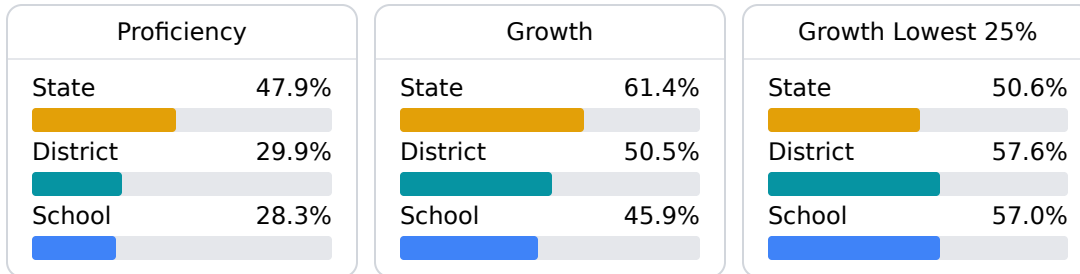 Proficiency
State 47.9%
District 29.9%
School 28.3%
Growth
State 61.4%
District 50.5%
School 45.9%
Growth Lowest 25%
State 50.6%
District 57.6%
School 57.0%